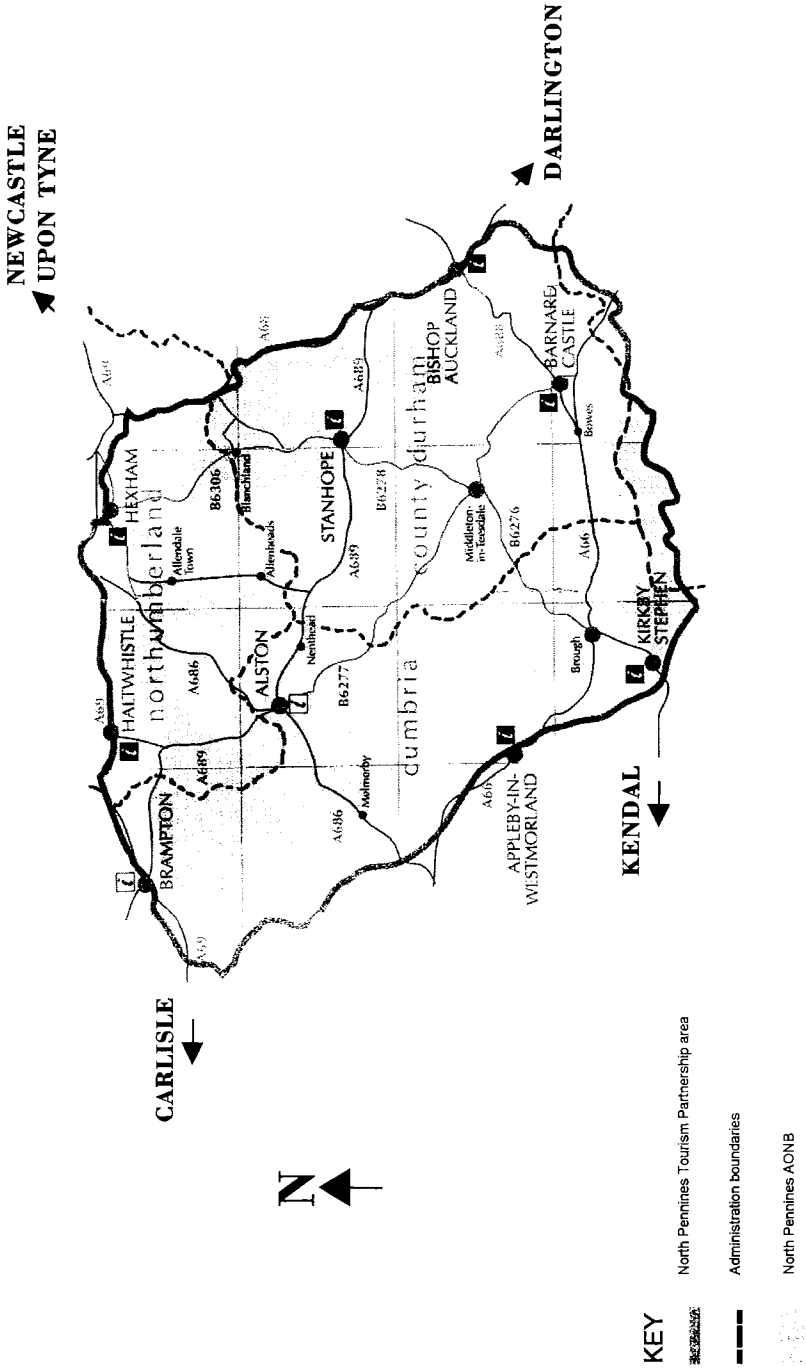 NEWCASTLE
UPON TYNE
CARLISLE
DARLINGTON
KENDAL
N
A69
HALTWHISTLE
i
HEXHAM
i
A69
A68
BRAMPTON
i
A69
A689
northumberland
Allendale
Town
Allenheads
A686
B6306
Blanchland
ALSTON
i
Nenthead
A689
STANHOPE
i
A689
B6277
B6278
A686
Melmerby
cumbria
county durham
BISHOP
AUCKLAND
i
A688
Middleton-
in-Teesdale
B6276
BARNARD
CASTLE
i
Bowes
A66
APPLEBY-IN-
WESTMORLAND
i
A66
Brough
KIRKBY
STEPHEN
i
KEY
North Pennines Tourism Partnership area
Administration boundaries
North Pennines AONB